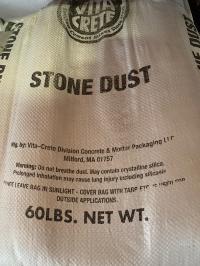 VITA
CRETE
STONE DUST
Mfg. by: Vita-Crete Division Concrete & Mortar Packaging LLC
Milford, MA 01757
Warning: Do not breathe dust. May contain crystalline silica.
Prolonged inhalation may cause lung injury including silicosis
LEAVE BAG IN SUNLIGHT - COVER BAG WITH TARP
OUTSIDE APPLICATIONS.
60LBS. NET WT.